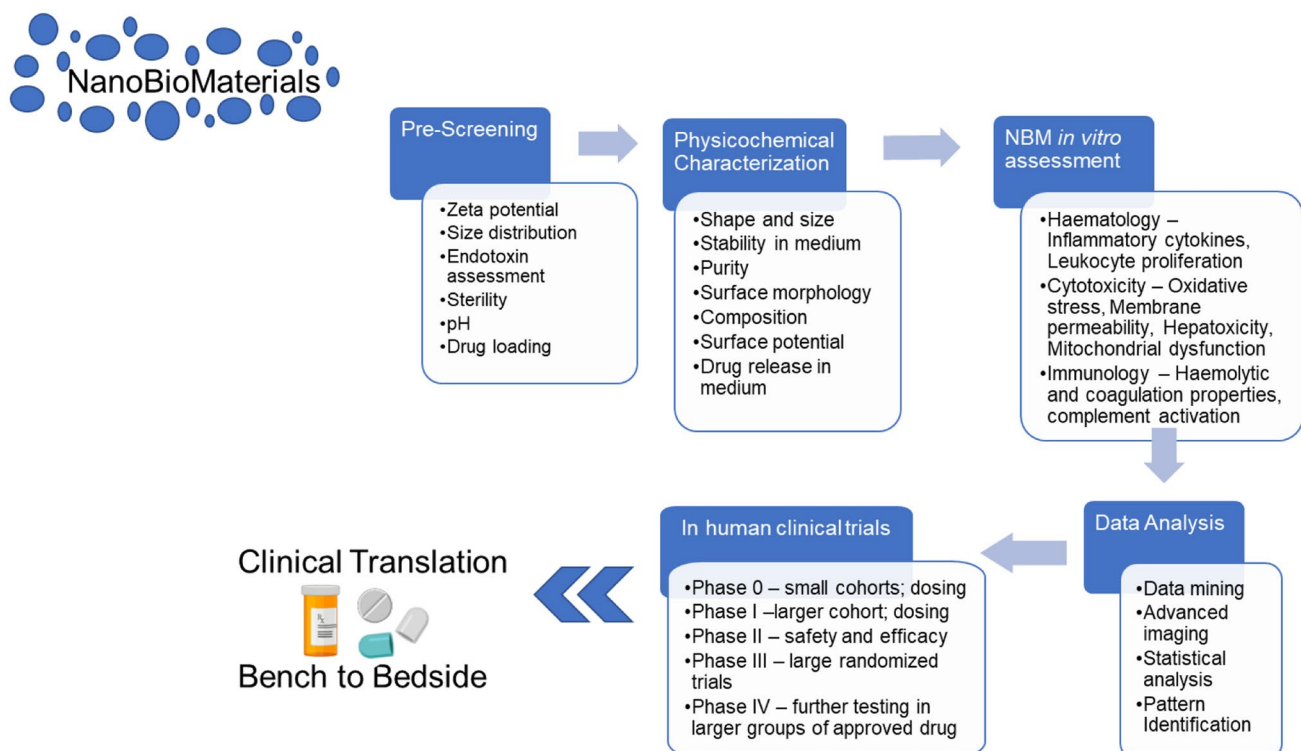 NanoBioMaterials
Pre-Screening
•Zeta potential
•Size distribution
•Endotoxin
assessment
•Sterility
•pH
•Drug loading
Physicochemical
Characterization
•Shape and size
•Stability in medium
•Purity
•Surface morphology
•Composition
•Surface potential
•Drug release in
medium
NBM in vitro
assessment
•Haematology –
Inflammatory cytokines,
Leukocyte proliferation
•Cytotoxicity – Oxidative
stress, Membrane
permeability, Hepatoxicity,
Mitochondrial dysfunction
•Immunology – Haemolytic
and coagulation properties,
complement activation
Data Analysis
•Data mining
•Advanced
imaging
•Statistical
analysis
•Pattern
Identification
In human clinical trials
•Phase 0 – small cohorts; dosing
•Phase I –larger cohort; dosing
•Phase II – safety and efficacy
•Phase III – large randomized
trials
•Phase IV – further testing in
larger groups of approved drug
Clinical Translation
Bench to Bedside